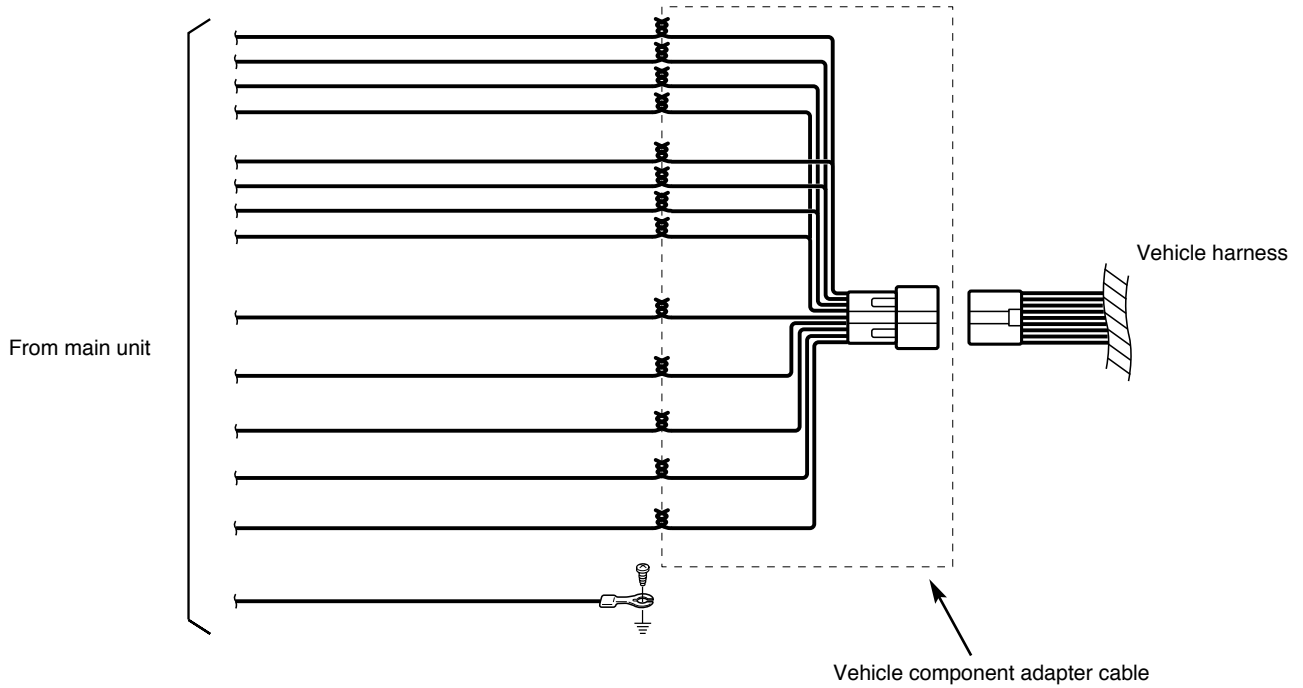 Vehicle harness
From main unit
Vehicle component adapter cable